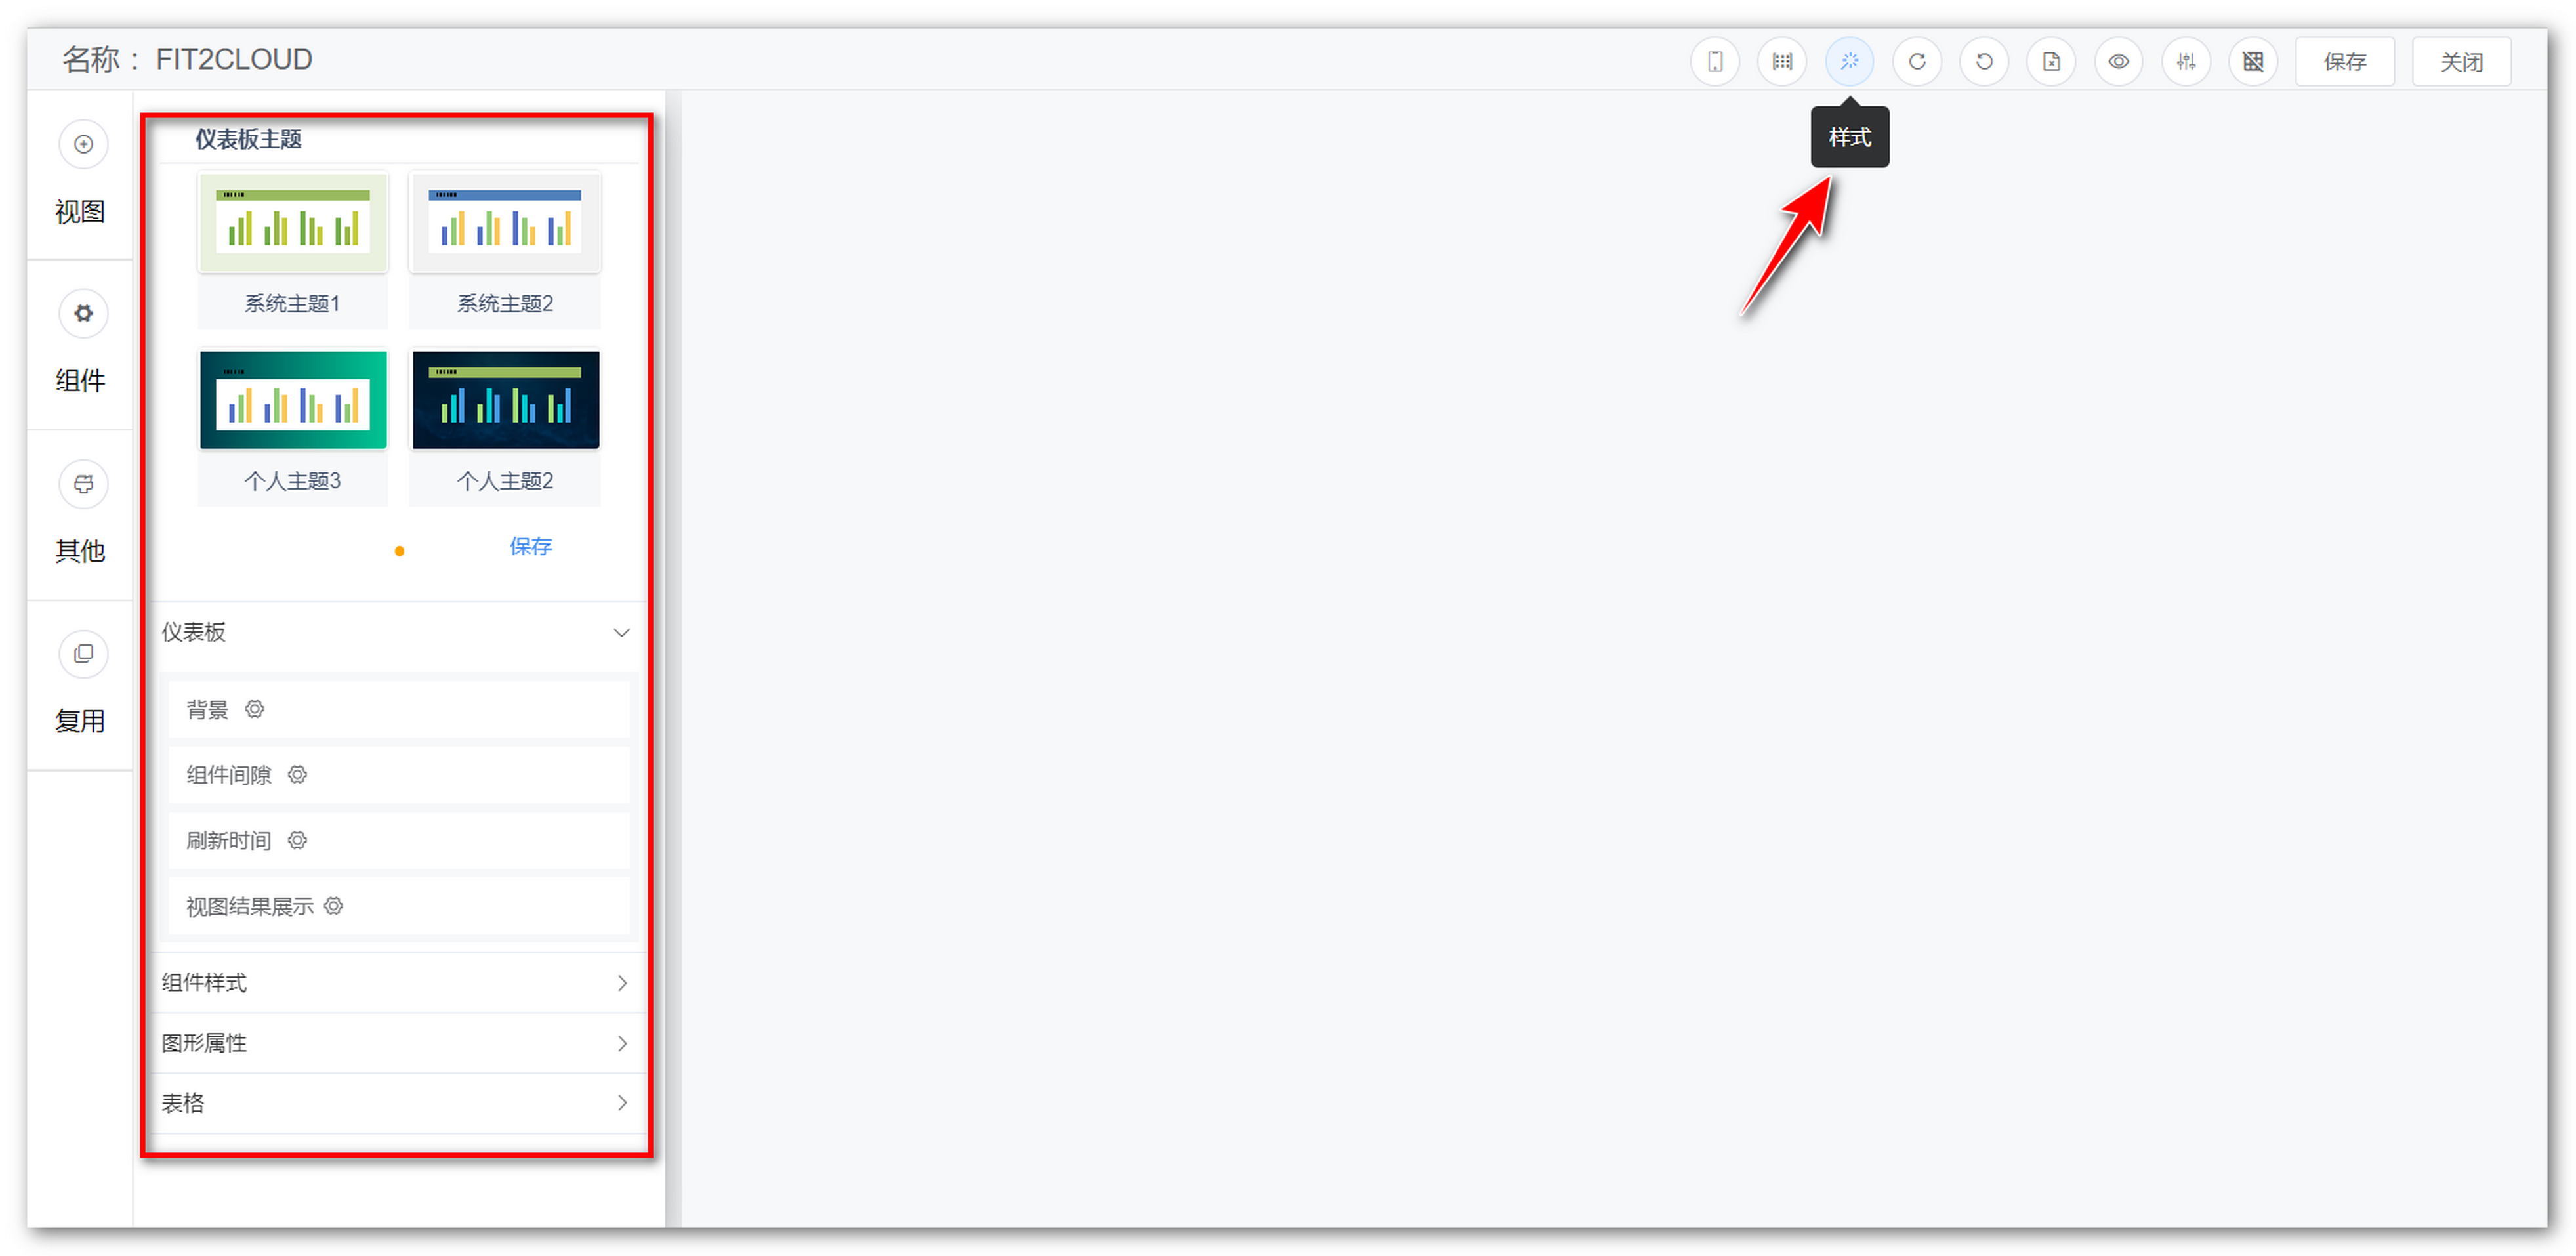 名称： FIT2CLOUD
保存
关闭
样式
视图
组件
其他
复用
仪表板主题
系统主题1
系统主题2
个人主题3
个人主题2
保存
仪表板
背景
组件间隙
刷新时间
视图结果展示
组件样式
图形属性
表格